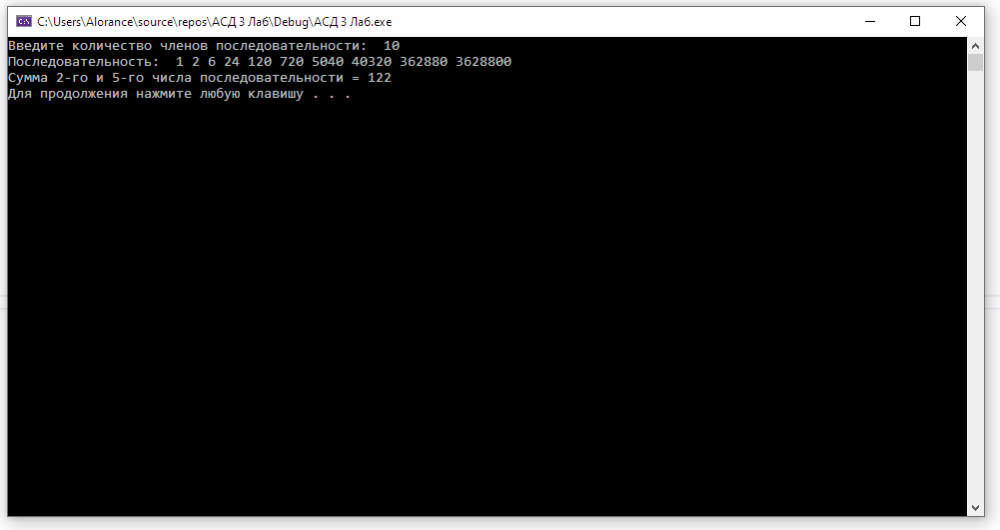 C:\Users\Alorance\source\repos\АСД 3 Лаб\Debug\АСД 3 Лаб.exe
Введите количество членов последовательности:  10
Последовательность:  1 2 6 24 120 720 5040 40320 362880 3628800
Сумма 2-го и 5-го числа последовательности = 122
Для продолжения нажмите любую клавишу . . .